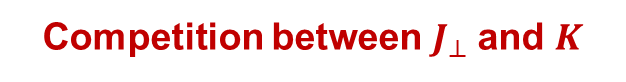 Competition between J⊥ and K